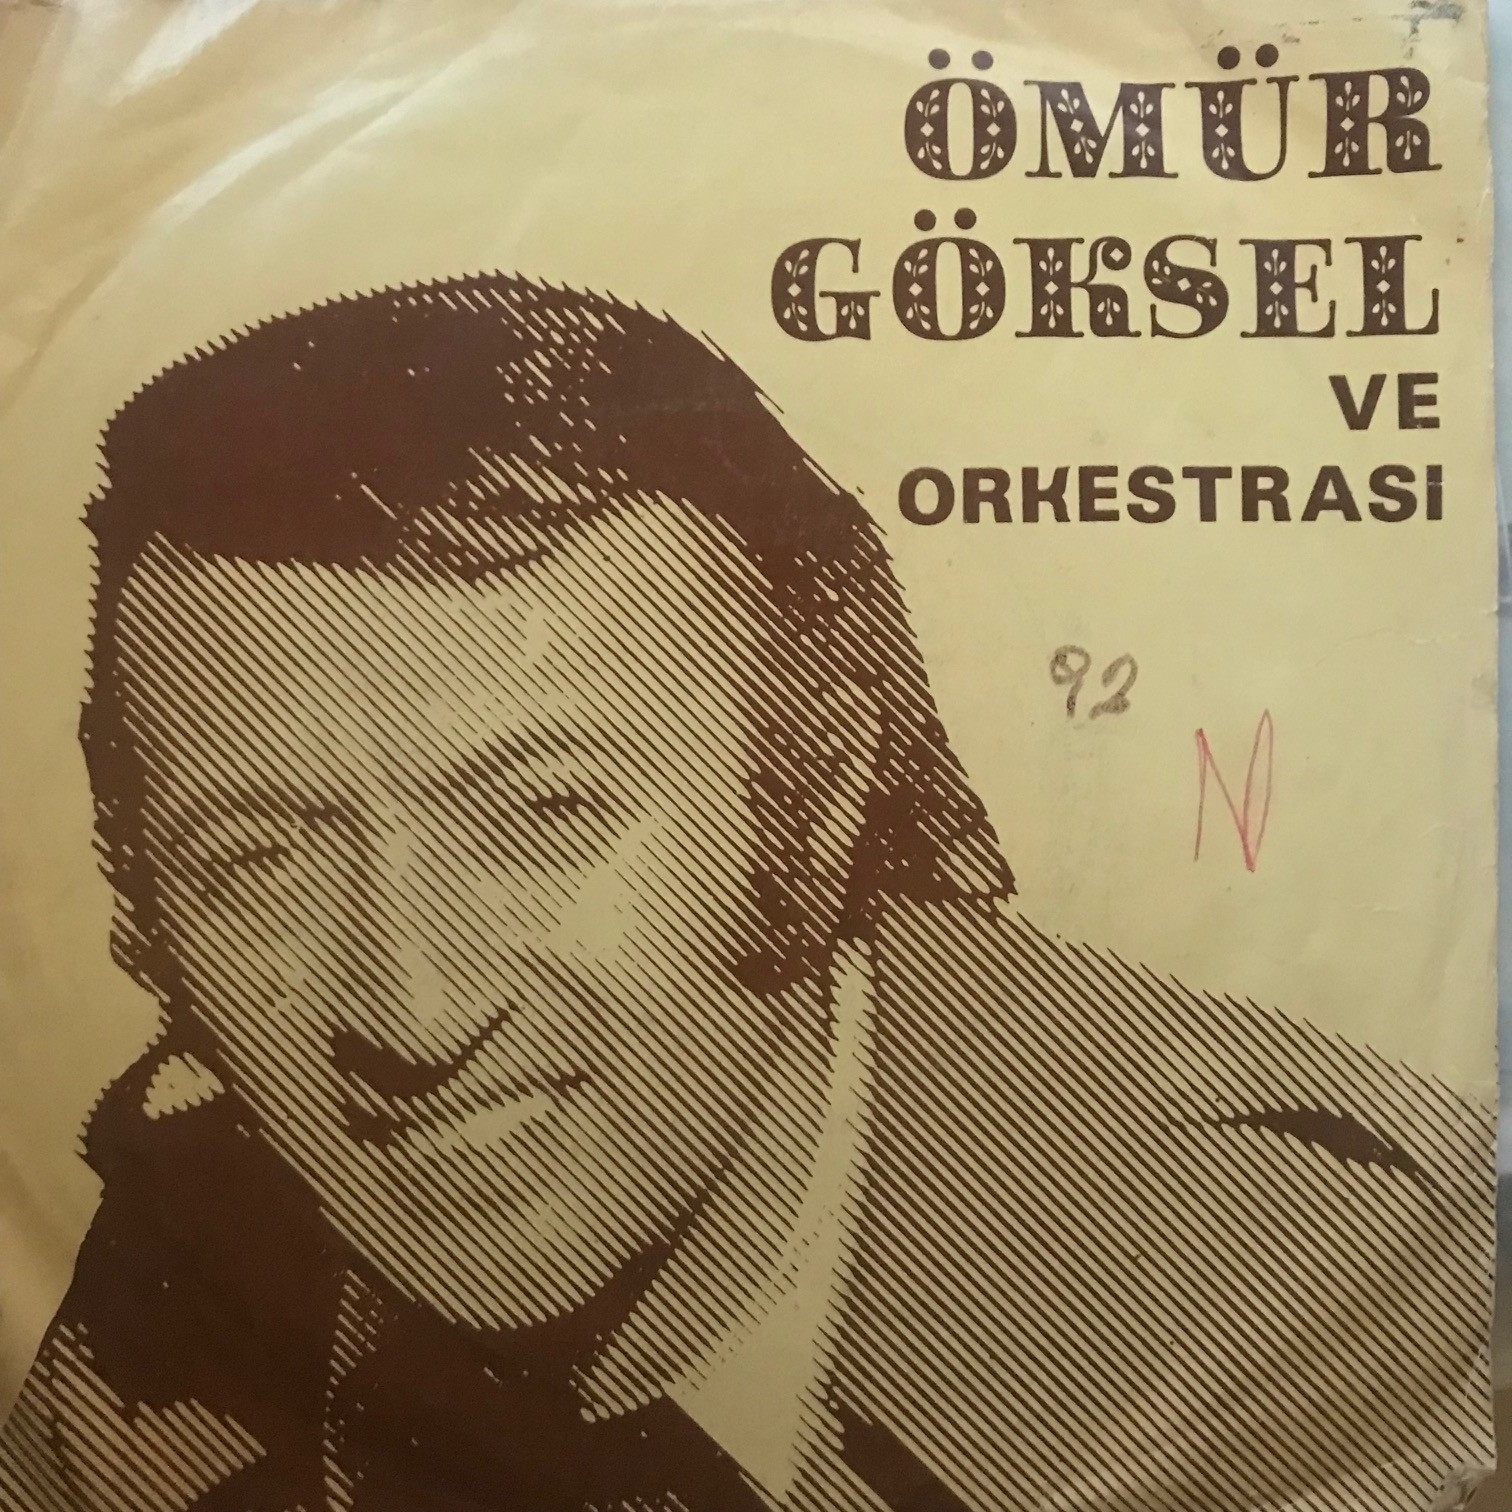 ÖMÜR
GÖKSEL
VE
ORKESTRASI
92
N